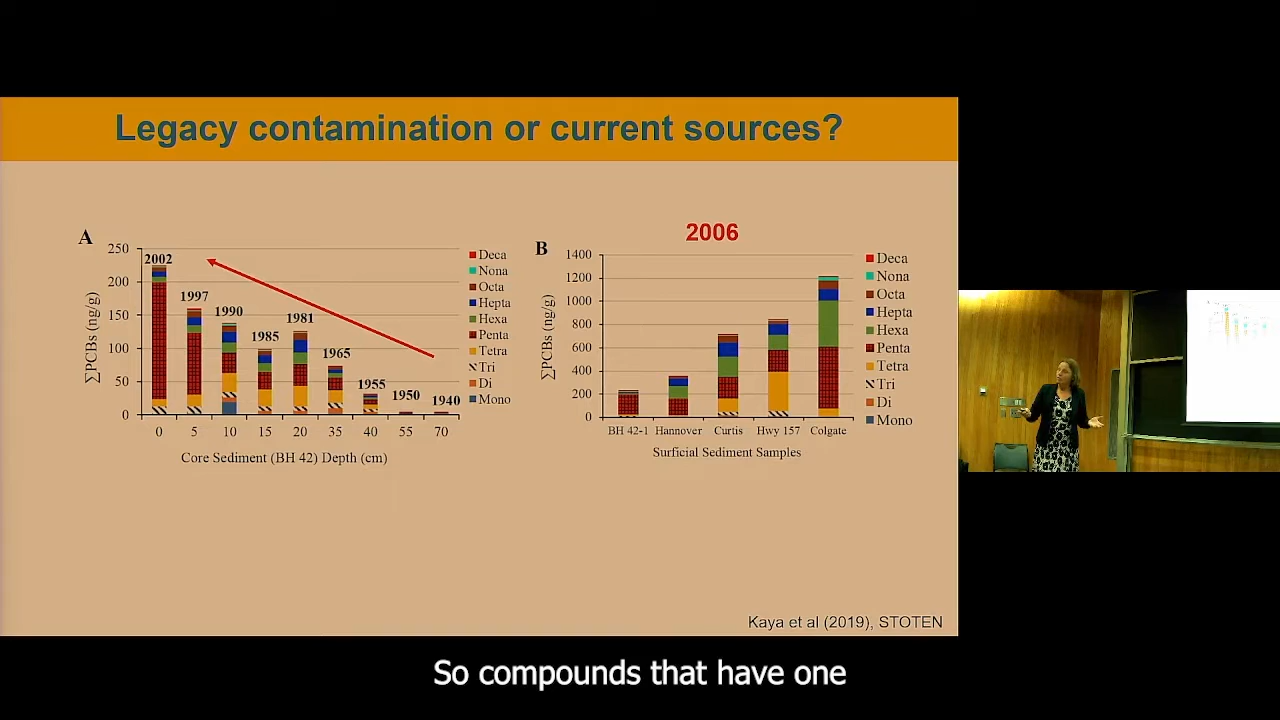 Legacy contamination or current sources?
A
∑PCBs (ng/g)
250
200
150
100
50
0
2002
1997
1990
1985
1981
1965
1955
1950
1940
0 5 10 15 20 35 40 55 70
Core Sediment (BH 42) Depth (cm)
Deca
Nona
Octa
Hepta
Hexa
Penta
Tetra
Tri
Di
Mono
2006
B
∑PCBs (ng/g)
1400
1200
1000
800
600
400
200
0
BH 42-1 Hannover Curtis Hwy 157 Colgate
Surficial Sediment Samples
Deca
Nona
Octa
Hepta
Hexa
Penta
Tetra
Tri
Di
Mono
Kaya et al (2019), STOTEN
So compounds that have one